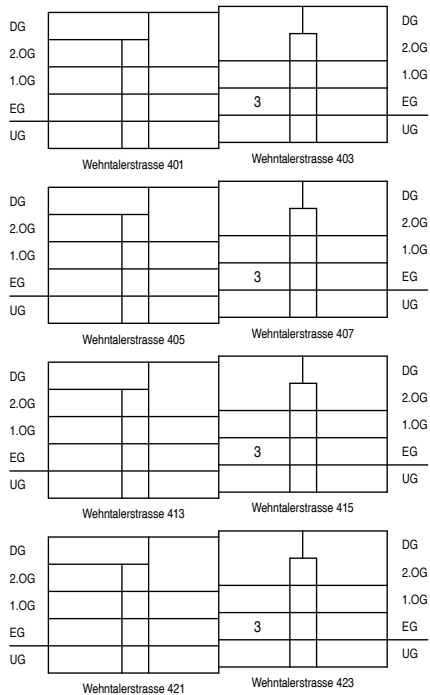 DG DG
2.OG 2.OG
1.OG 1.OG
EG 3 EG
UG UG
Wehntalerstrasse 401 Wehntalerstrasse 403
DG DG
2.OG 2.OG
1.OG 1.OG
EG 3 EG
UG UG
Wehntalerstrasse 405 Wehntalerstrasse 407
DG DG
2.OG 2.OG
1.OG 1.OG
EG 3 EG
UG UG
Wehntalerstrasse 413 Wehntalerstrasse 415
DG DG
2.OG 2.OG
1.OG 1.OG
EG 3 EG
UG UG
Wehntalerstrasse 421 Wehntalerstrasse 423